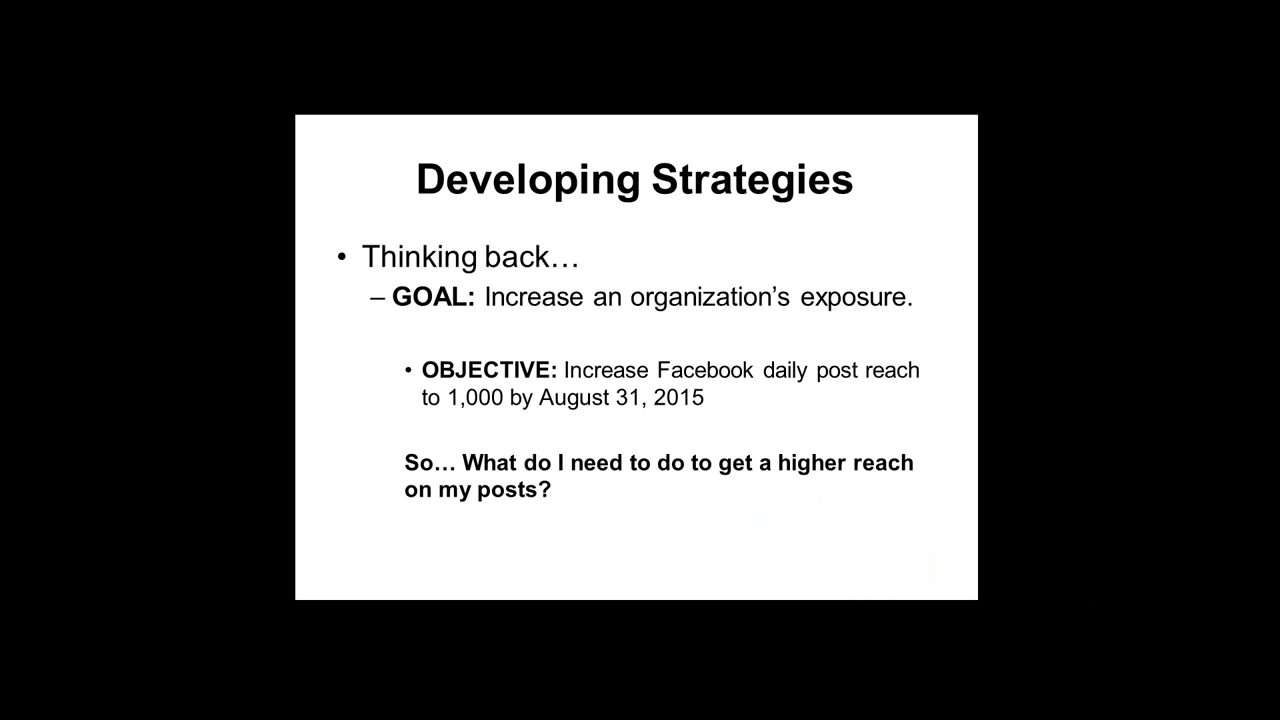 Developing Strategies
• Thinking back…
– GOAL: Increase an organization’s exposure.
• OBJECTIVE: Increase Facebook daily post reach
to 1,000 by August 31, 2015
So… What do I need to do to get a higher reach
on my posts?